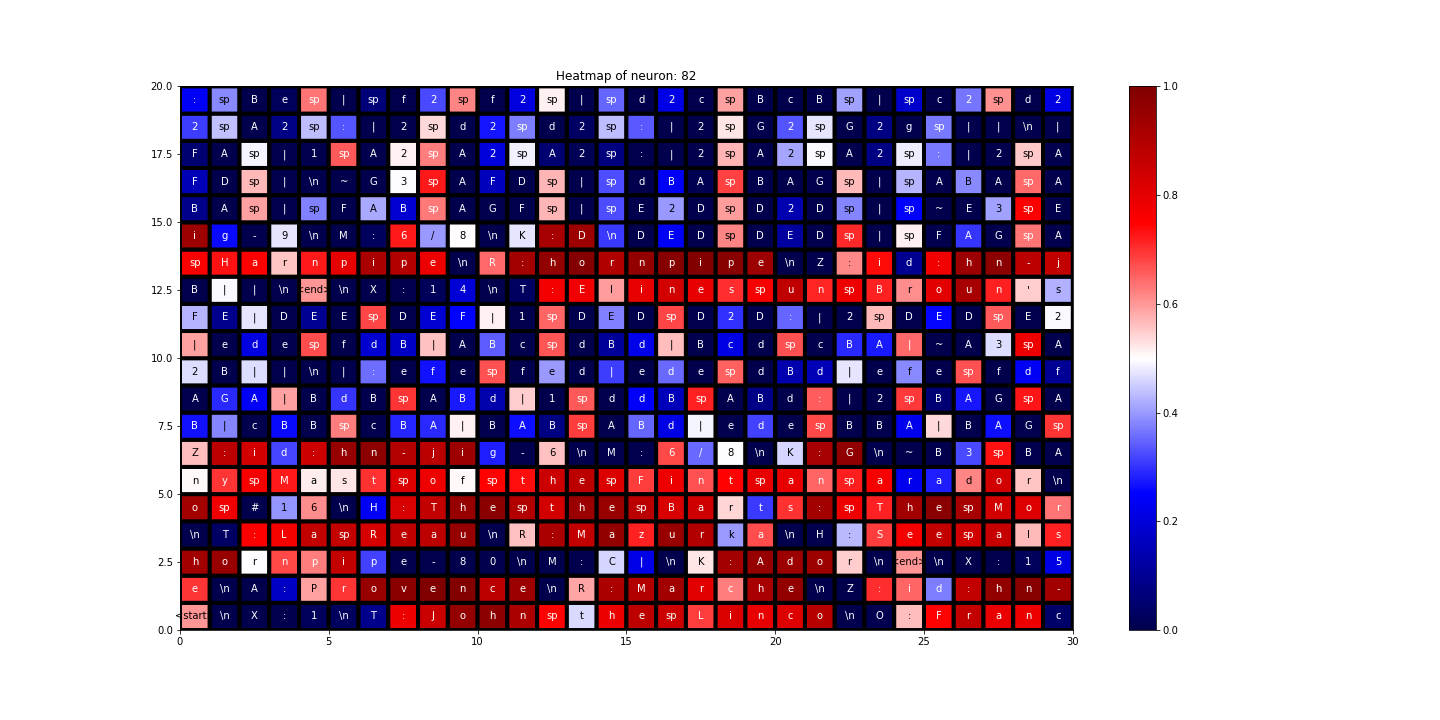 Heatmap of neuron: 82
20.0 : sp B e sp | sp f 2 sp f 2 sp | sp d 2 c sp B c B sp | sp c 2 sp d 2 1.0
2 sp A 2 sp : | 2 sp d 2 sp d 2 sp : | 2 sp G 2 sp G 2 g sp | | \n |
17.5 F A sp | 1 sp A 2 sp A 2 sp A 2 sp : | 2 sp A 2 sp A 2 sp : | 2 sp A
F D sp | \n ~ G 3 sp A F D sp | sp d B A sp B A G sp | sp A B A sp A 0.8
15.0 B A sp | sp F A B sp A G F sp | sp E 2 D sp D 2 D sp | sp ~ E 3 sp E
i g - 9 \n M : 6 / 8 \n K : D \n D E D sp D E D sp | sp F A G sp A
sp H a r n p i p e \n R : h o r n p i p e \n Z : i d : h n - j
12.5 B | | \n <end> \n X : 1 4 \n T : E l i n e s sp u n sp B r o u n ' s 0.6
F E | D E E sp D E F | 1 sp D E D sp D 2 D : | 2 sp D E D sp E 2
10.0 | e d e sp f d B | A B c sp d B d | B c d sp c B A | ~ A 3 sp A
2 B | | \n | : e f e sp f e d | e d e sp d B d | e f e sp f d f
A G A | B d B sp A B d | 1 sp d d B sp A B d : | 2 sp B A G sp A 0.4
7.5 B | c B B sp c B A | B A B sp A B d | e d e sp B B A | B A G sp
Z : i d : h n - j i g - 6 \n M : 6 / 8 \n K : G \n ~ B 3 sp B A
5.0 n y sp M a s t sp o f sp t h e sp F i n t sp a n sp a r a d o r \n
o sp # 1 6 \n H : T h e sp t h e sp B a r t s : sp T h e sp M o r 0.2
\n T : L a sp R e a u \n R : M a z u r k a \n H : S e e sp a l s
2.5 h o r n p i p e - 8 0 \n M : C | \n K : A d o r \n <end> \n X : 1 5
e \n A : P r o v e n c e \n R : M a r c h e \n Z : i d : h n -
0.0 <start> \n X : 1 \n T : J o h n sp t h e sp L i n c o \n O : F r a n c 0.0
0 5 10 15 20 25 30